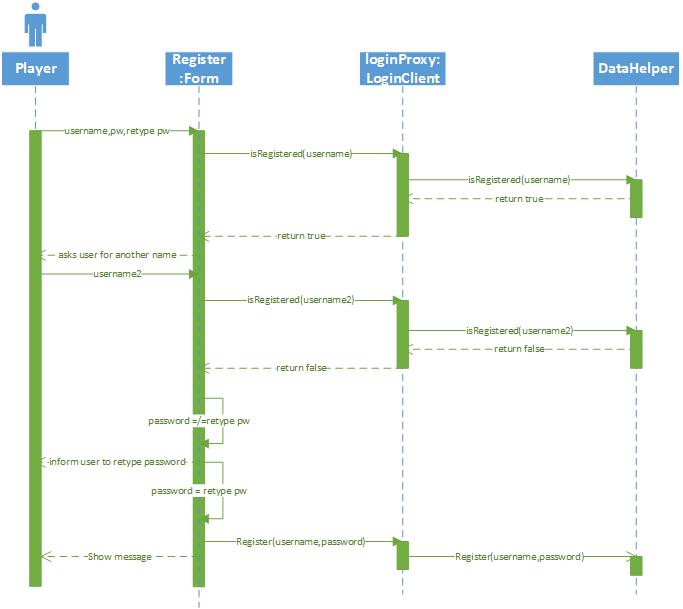 Player
Register
:Form
loginProxy:
LoginClient
DataHelper
username,pw,retype pw
isRegistered(username)
isRegistered(username)
return true
return true
asks user for another name
username2
isRegistered(username2)
isRegistered(username2)
return false
return false
password =/=retype pw
inform user to retype password
password = retype pw
Register(username,password)
Show message
Register(username,password)